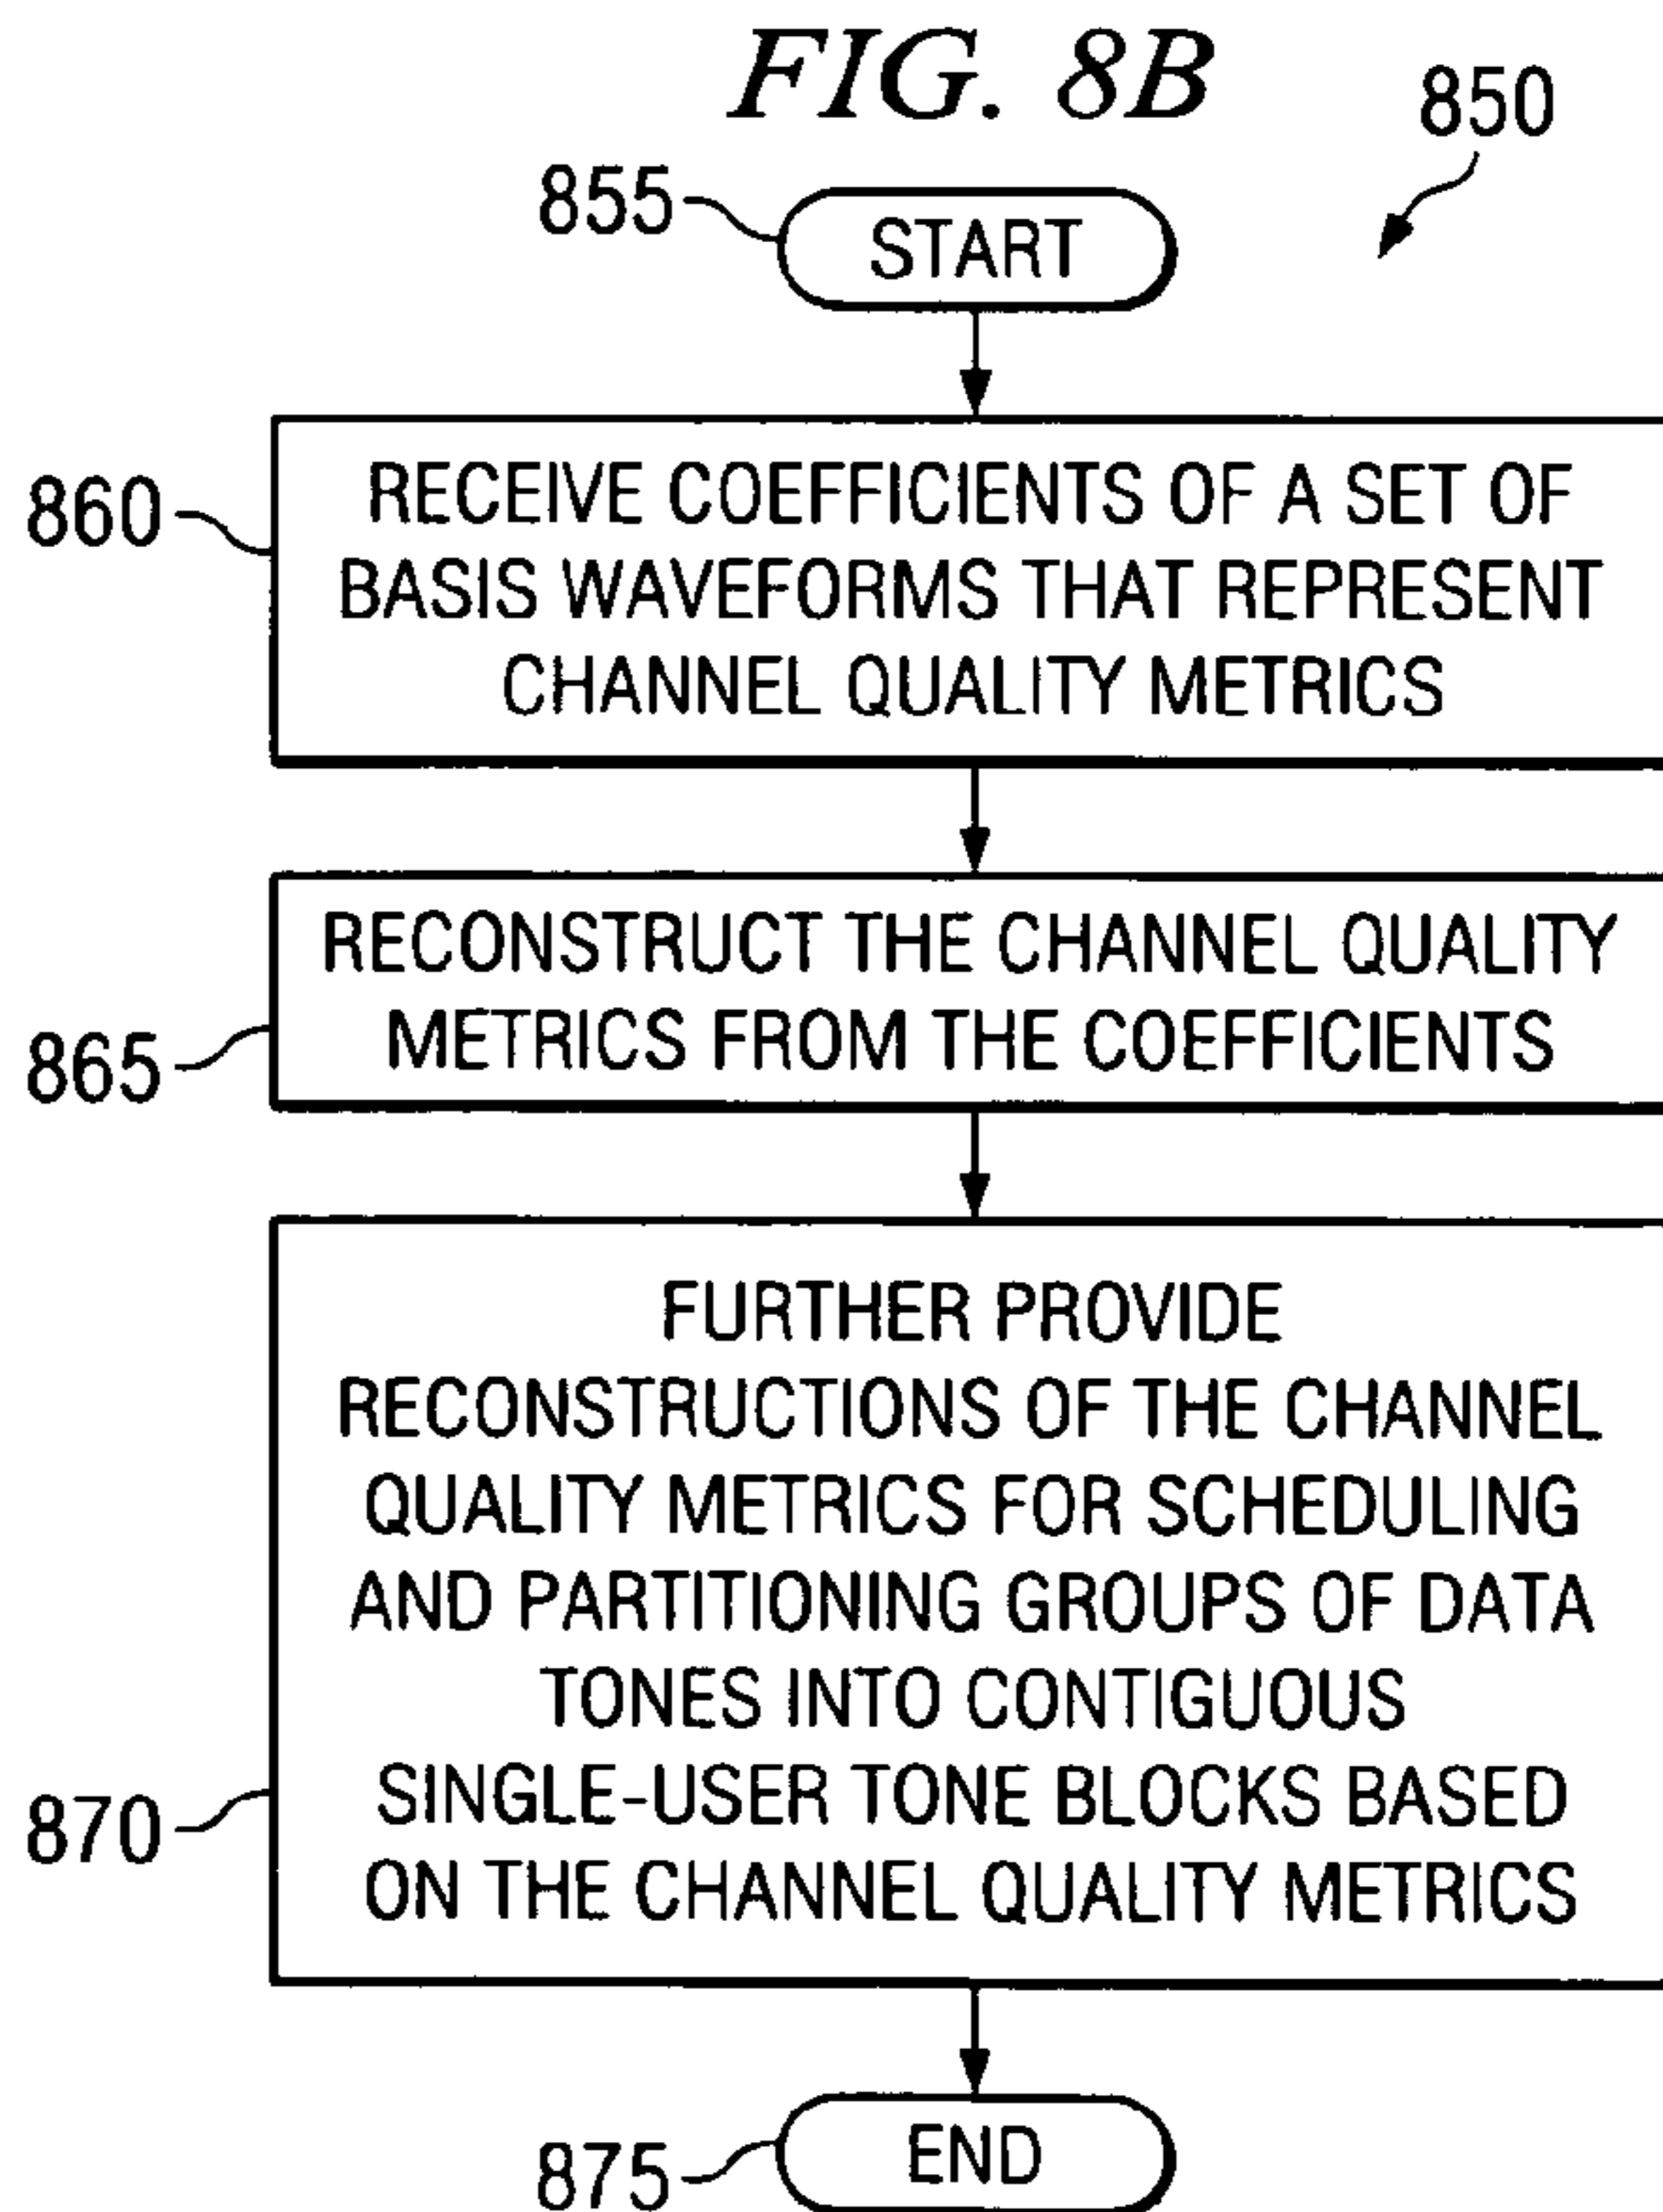 FIG. 8B
850
855
START
860
RECEIVE COEFFICIENTS OF A SET OF
BASIS WAVEFORMS THAT REPRESENT
CHANNEL QUALITY METRICS
RECONSTRUCT THE CHANNEL QUALITY
METRICS FROM THE COEFFICIENTS
865
FURTHER PROVIDE
RECONSTRUCTIONS OF THE CHANNEL
QUALITY METRICS FOR SCHEDULING
AND PARTITIONING GROUPS OF DATA
TONES INTO CONTIGUOUS
SINGLE-USER TONE BLOCKS BASED
ON THE CHANNEL QUALITY METRICS
870
END
875